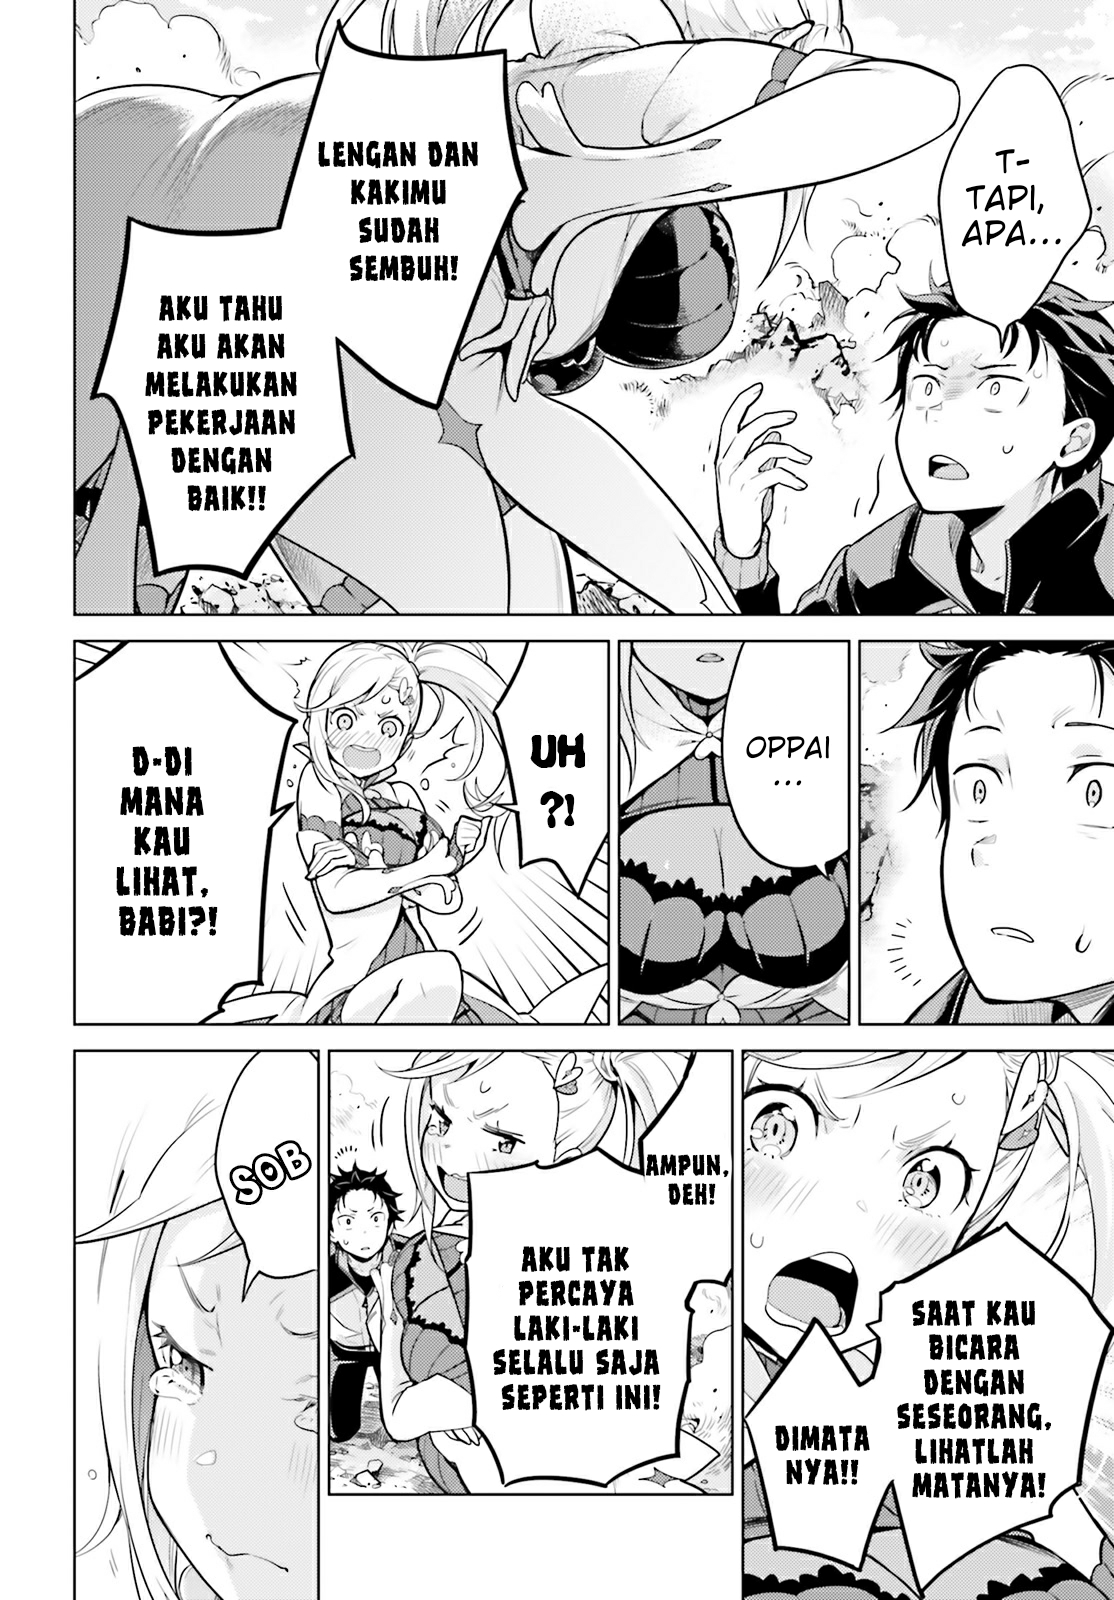 T-
TAPI,
APA...
LENGAN DAN
KAKIMU
SUDAH
SEMBUH!
AKU TAHU
AKU AKAN
MELAKUKAN
PEKERJAAN
DENGAN
BAIK!!
OPPAI
...
UH
?!
D-DI
MANA
KAU
LIHAT,
BABI?!
SAAT KAU
BICARA
DENGAN
SESEORANG,
LIHATLAH
MATANYA!
DIMATA
NYA!!
AMPUN,
DEH!
AKU TAK
PERCAYA
LAKI-LAKI
SELALU SAJA
SEPERTI INI!
SOB